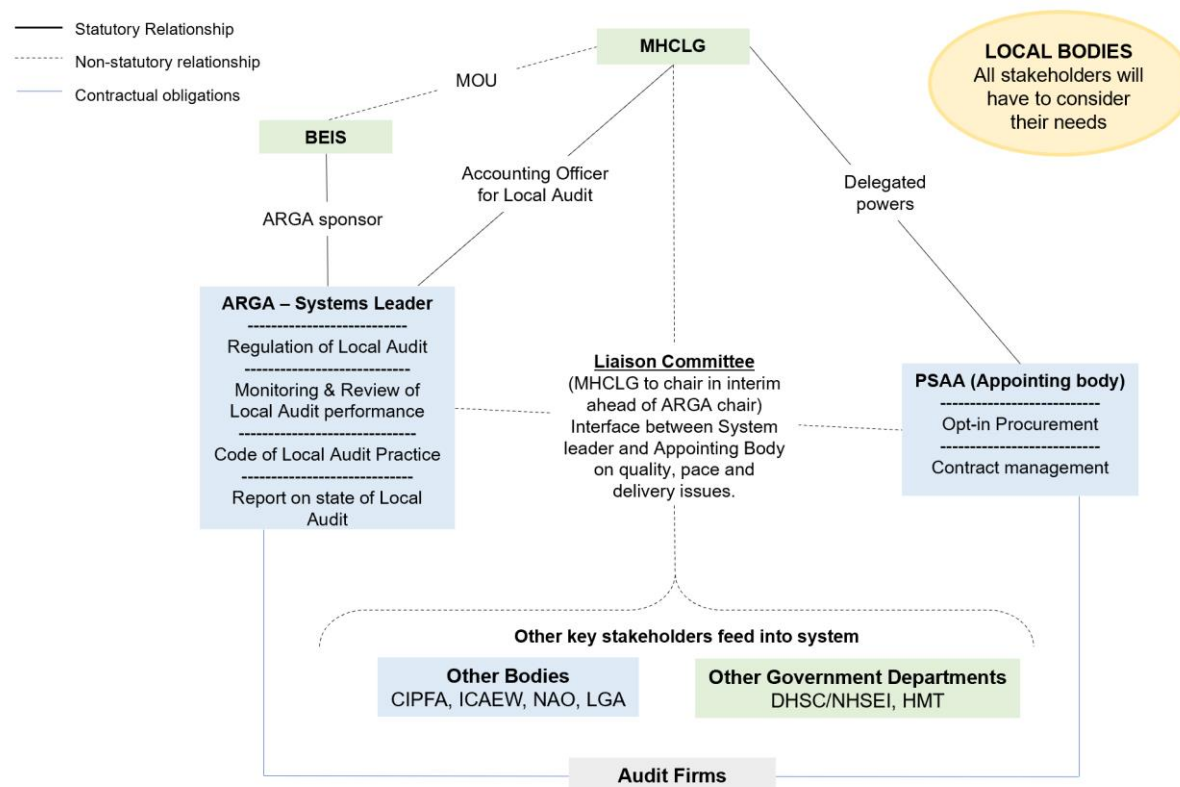 Statutory Relationship
Non-statutory relationship
Contractual obligations
MHCLG
MOU
BEIS
LOCAL BODIES
All stakeholders will
have to consider
their needs
Accounting Officer
for Local Audit
Delegated
powers
ARGA sponsor
ARGA – Systems Leader
Regulation of Local Audit
Monitoring & Review of
Local Audit performance
Code of Local Audit Practice
Report on state of Local
Audit
Liaison Committee
(MHCLG to chair in interim
ahead of ARGA chair)
Interface between System
leader and Appointing Body
on quality, pace and
delivery issues.
PSAA (Appointing body)
Opt-in Procurement
Contract management
Other key stakeholders feed into system
Other Bodies
CIPFA, ICAEW, NAO, LGA
Other Government Departments
DHSC/NHSEI, HMT
Audit Firms